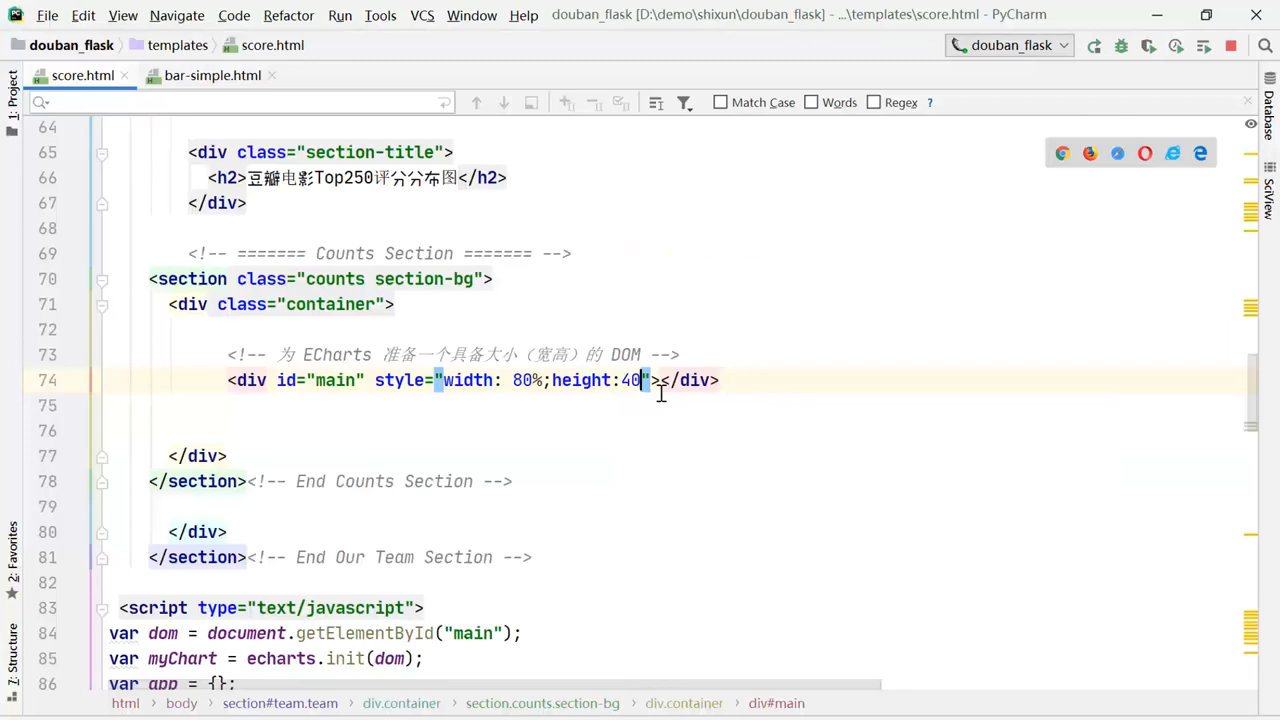 File Edit View Navigate Code Refactor Run Tools VCS Window Help douban_flask [D:\demo\shixun\douban_flask] - ...\templates\score.html - PyCharm
douban_flask templates score.html douban_flask
score.html bar-simple.html
Match Case Words Regex ?
64
65 <div class="section-title">
66 <h2>豆瓣电影Top250评分分布图</h2>
67 </div>
68
69 <!-- ======= Counts Section ======= -->
70 <section class="counts section-bg">
71 <div class="container">
72
73 <!-- 为 ECharts 准备一个具备大小（宽高）的 DOM -->
74 <div id="main" style="width: 80%;height:40"></div>
75
76
77 </div>
78 </section><!-- End Counts Section -->
79
80 </div>
81 </section><!-- End Our Team Section -->
82
83 <script type="text/javascript">
84 var dom = document.getElementById("main");
85 var myChart = echarts.init(dom);
86 var app = {};
html body section#team.team div.container section.counts.section-bg div.container div#main
1: Project
2: Favorites
7: Structure
Database
SciView